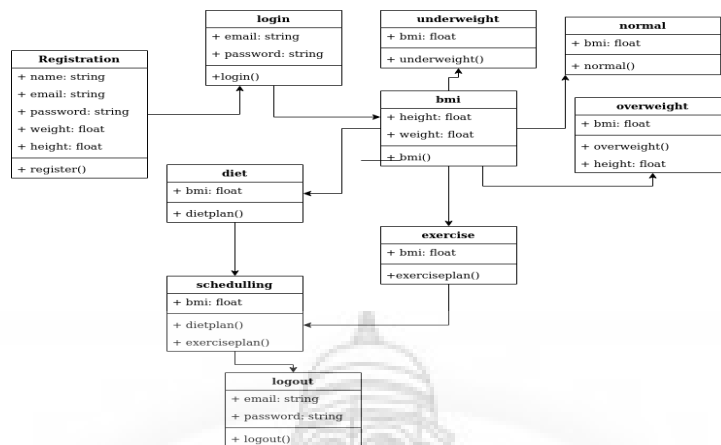 login
+ email: string
+ password: string
+login()
underweight
+ bmi: float
+ underweight()
normal
+ bmi: float
+ normal()
Registration
+ name: string
+ email: string
+ password: string
+ weight: float
+ height: float
+ register()
bmi
+ height: float
+ weight: float
+ bmi()
overweight
+ bmi: float
+ overweight()
+ height: float
diet
+ bmi: float
+ dietplan()
exercise
+ bmi: float
+exerciseplan()
schedulling
+ bmi: float
+ dietplan()
+ exerciseplan()
logout
+ email: string
+ password: string
+ logout()